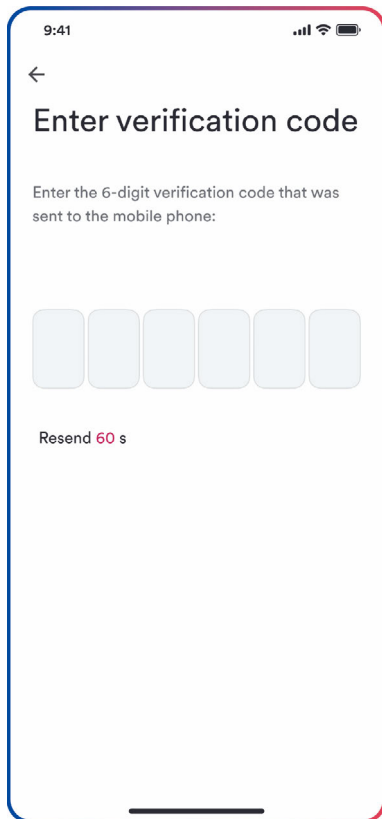 9:41
Enter verification code
Enter the 6-digit verification code that was
sent to the mobile phone:
Resend 60 s